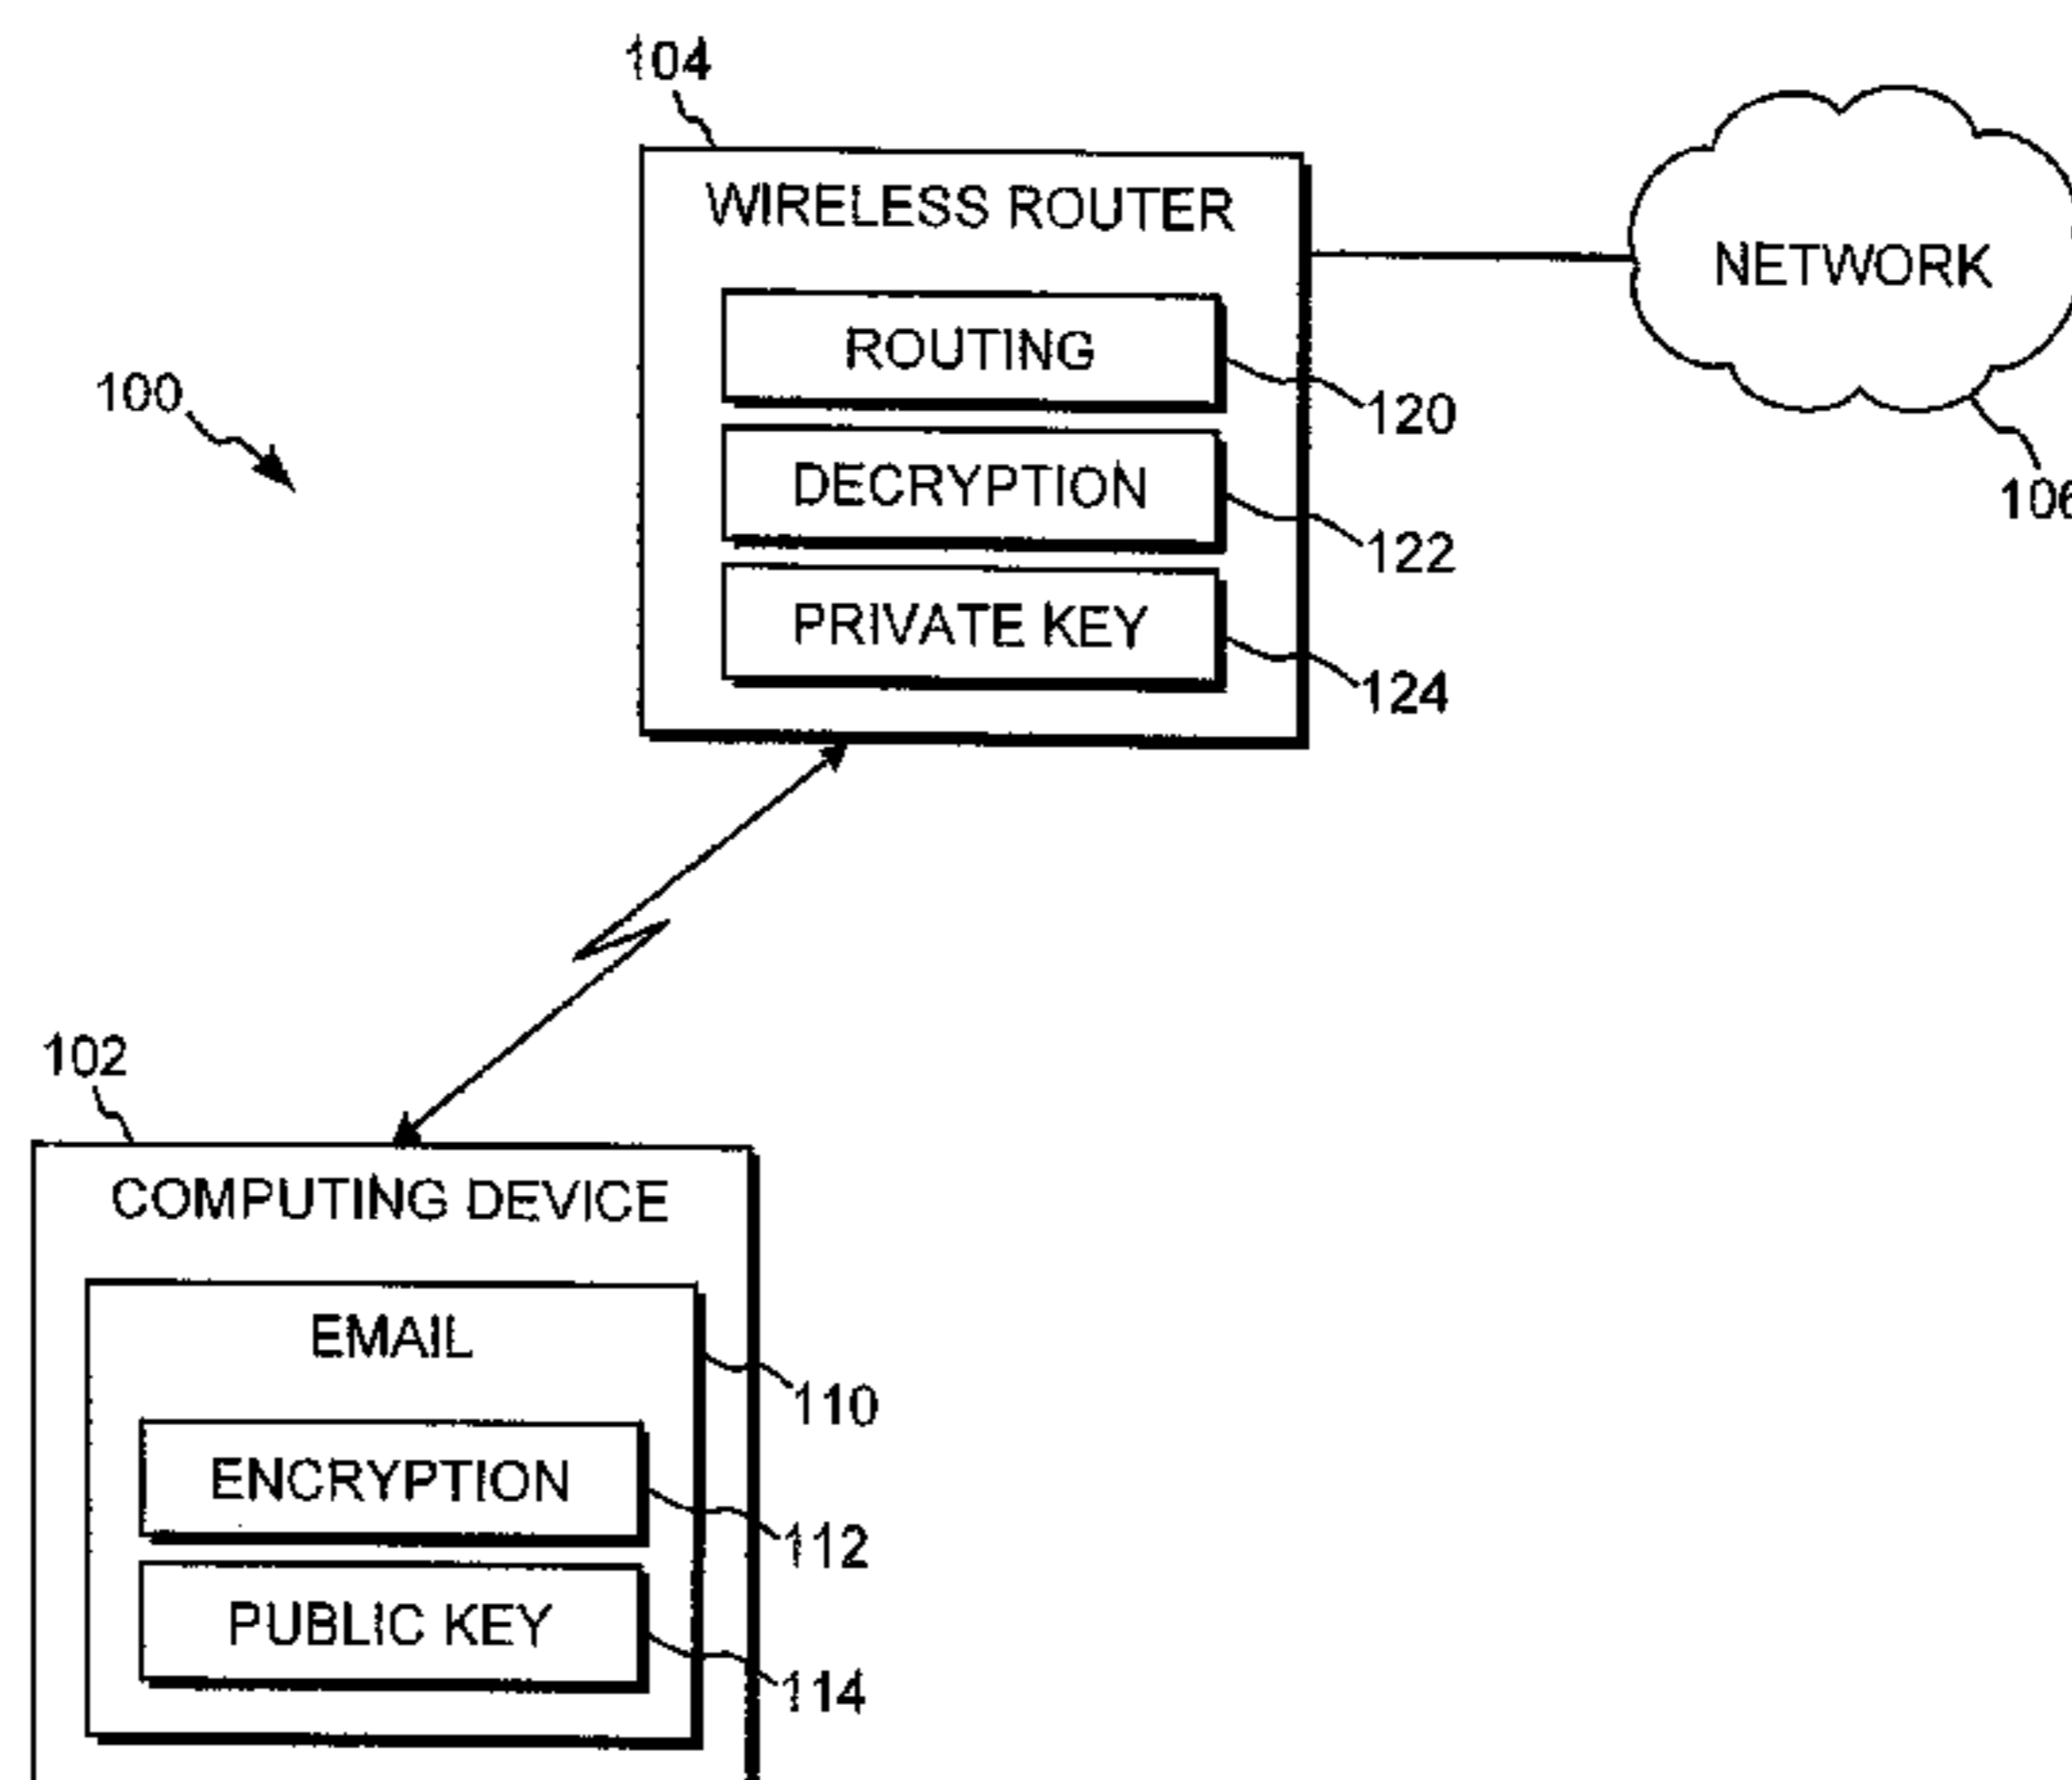 104
WIRELESS ROUTER
NETWORK
ROUTING
100
120
DECRYPTION
106
122
PRIVATE KEY
124
102
COMPUTING DEVICE
EMAIL
110
ENCRYPTION
112
PUBLIC KEY
114